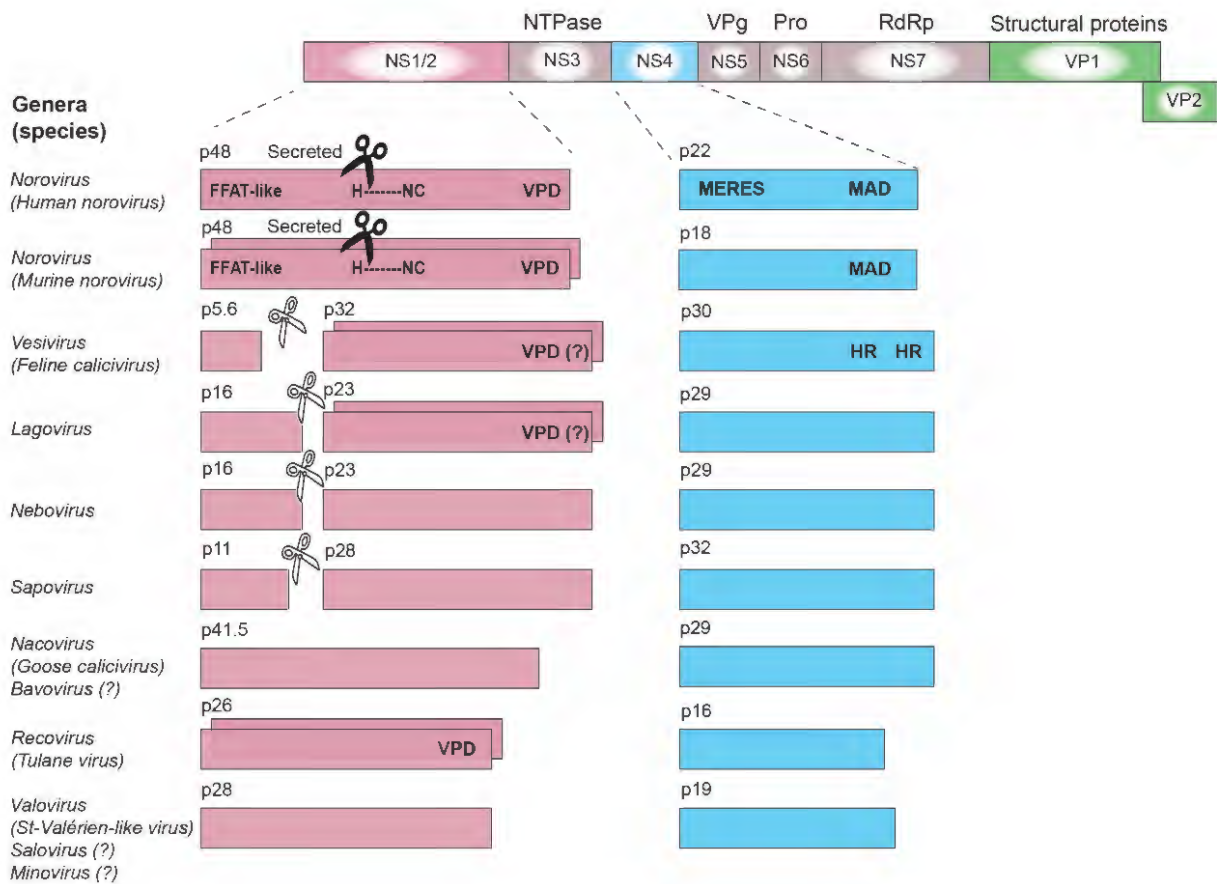 NTPase VPg Pro RdRp Structural proteins
NS1/2 NS3 NS4 NS5 NS6 NS7 VP1
VP2
Genera
(species)
p48 Secreted p22
Norovirus
(Human norovirus)
FFAT-like H-------NC VPD MERES MAD
p48 Secreted p18
Norovirus
(Murine norovirus)
FFAT-like H-------NC VPD MAD
p5.6 p32 p30
Vesivirus
(Feline calicivirus)
VPD (?) HR HR
p16 p23 p29
Lagovirus
VPD (?)
p16 p23 p29
Nebovirus
p11 p28 p32
Sapovirus
p41.5 p29
Nacovirus
(Goose calicivirus)
Bavovirus (?)
p26 p16
Recovirus
(Tulane virus)
VPD
p28 p19
Valovirus
(St-Valérien-like virus)
Salovirus (?)
Minovirus (?)